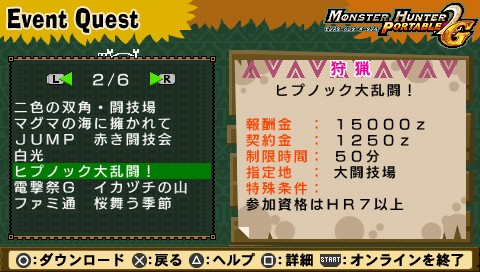 Event Quest
MONSTER HUNTER
PORTABLE 2nd G
L 2/6 R
二色の双角・闘技場
マグマの海に擁かれて
JUMP 赤き闘技会
白光
ヒプノック大乱闘！
電撃祭G イカヅチの山
ファミ通 桜舞う季節
狩猟
ヒプノック大乱闘！
報酬金 ： 15000z
契約金 ： 1250z
制限時間： 50分
指定地 ： 大闘技場
特殊条件：
参加資格はHR7以上
○:ダウンロード ×:戻る △:ヘルプ □:詳細 START:オンラインを終了